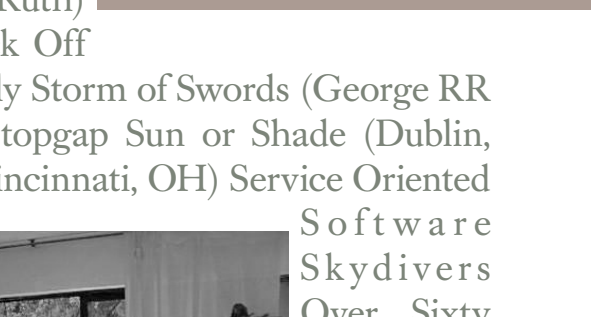 k Off
ly Storm of Swords (George RR
topgap Sun or Shade (Dublin,
incinnati, OH) Service Oriented
Software
Skydivers
Over Sixty